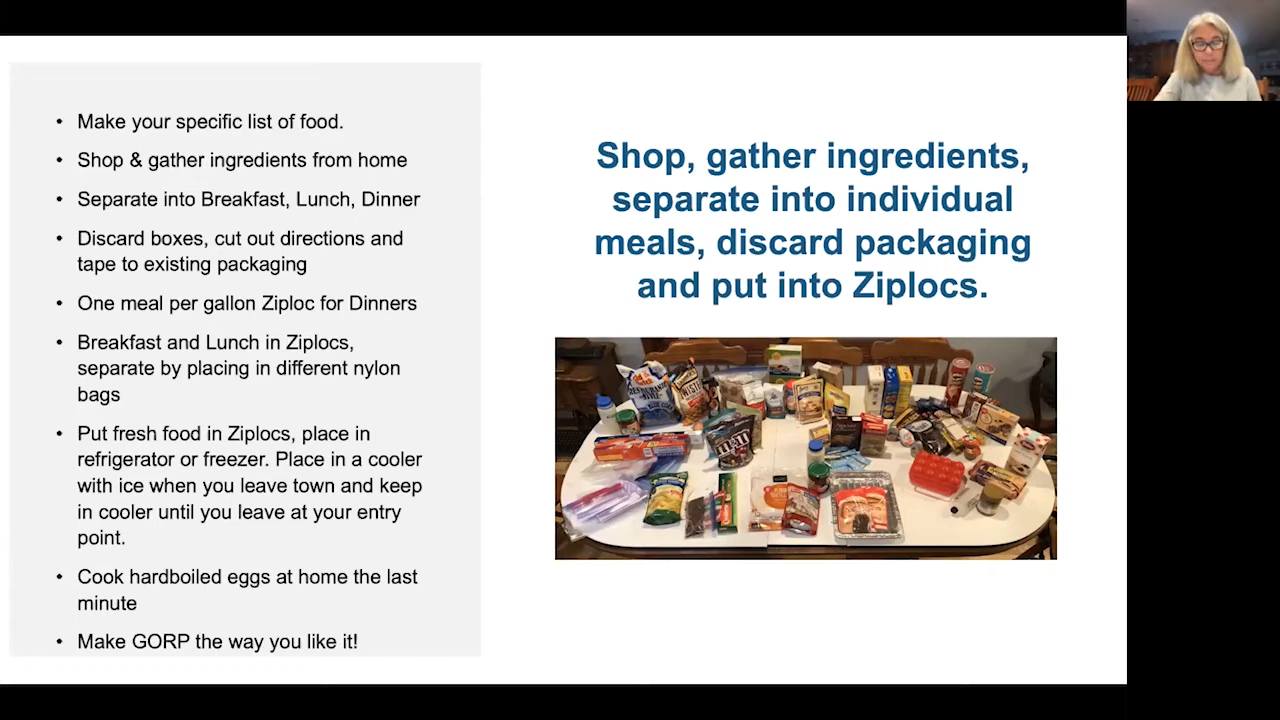 • Make your specific list of food.
• Shop & gather ingredients from home
• Separate into Breakfast, Lunch, Dinner
• Discard boxes, cut out directions and
tape to existing packaging
• One meal per gallon Ziploc for Dinners
• Breakfast and Lunch in Ziplocs,
separate by placing in different nylon
bags
• Put fresh food in Ziplocs, place in
refrigerator or freezer. Place in a cooler
with ice when you leave town and keep
in cooler until you leave at your entry
point.
• Cook hardboiled eggs at home the last
minute
• Make GORP the way you like it!
Shop, gather ingredients,
separate into individual
meals, discard packaging
and put into Ziplocs.
m&m's